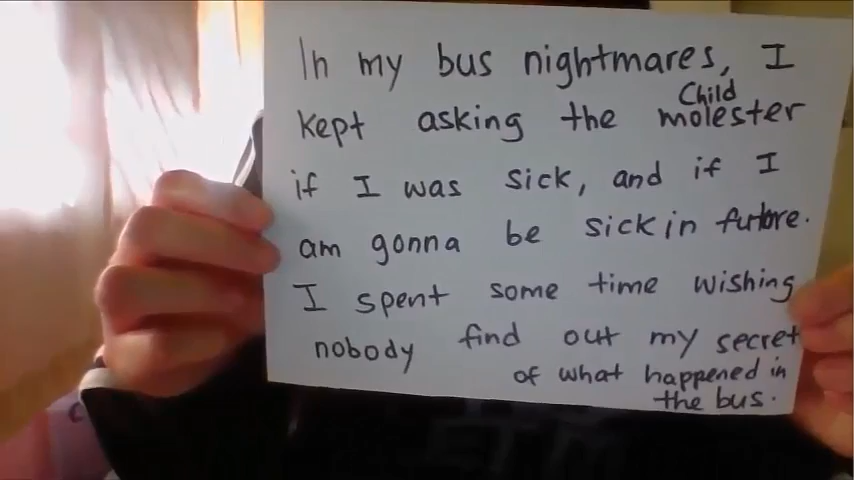 In my bus nightmares, I
kept asking the Child molester
if I was sick, and if I
am gonna be sick in future.
I spent some time wishing
nobody find out my secret
of what happened in
the bus.